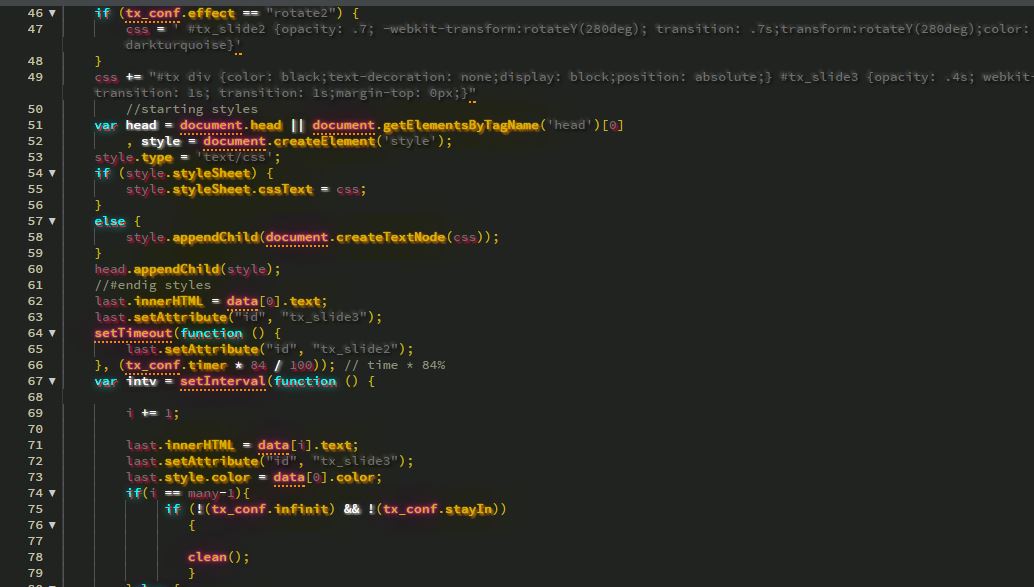 46 ▼ if (tx_conf.effect == "rotate2") {
47 css = ' #tx_slide2 {opacity: .7; -webkit-transform:rotateY(280deg); transition: .7s;transform:rotateY(280deg);color:
darkturquoise}'
48 }
49 css += "#tx div {color: black;text-decoration: none;display: block;position: absolute;} #tx_slide3 {opacity: .4s; webkit-
transition: 1s; transition: 1s;margin-top: 0px;}"
50 //starting styles
51 var head = document.head || document.getElementsByTagName('head')[0]
52 , style = document.createElement('style');
53 style.type = 'text/css';
54 ▼ if (style.styleSheet) {
55 style.styleSheet.cssText = css;
56 }
57 ▼ else {
58 style.appendChild(document.createTextNode(css));
59 }
60 head.appendChild(style);
61 //#endig styles
62 last.innerHTML = data[0].text;
63 last.setAttribute("id", "tx_slide3");
64 ▼ setTimeout(function () {
65 last.setAttribute("id", "tx_slide2");
66 }, (tx_conf.timer * 84 / 100)); // time * 84%
67 ▼ var intv = setInterval(function () {
68
69 i += 1;
70
71 last.innerHTML = data[i].text;
72 last.setAttribute("id", "tx_slide3");
73 last.style.color = data[0].color;
74 ▼ if(i == many-1){
75 if (!(tx_conf.infinit) && !(tx_conf.stayIn))
76 ▼ {
77
78 clean();
79 }